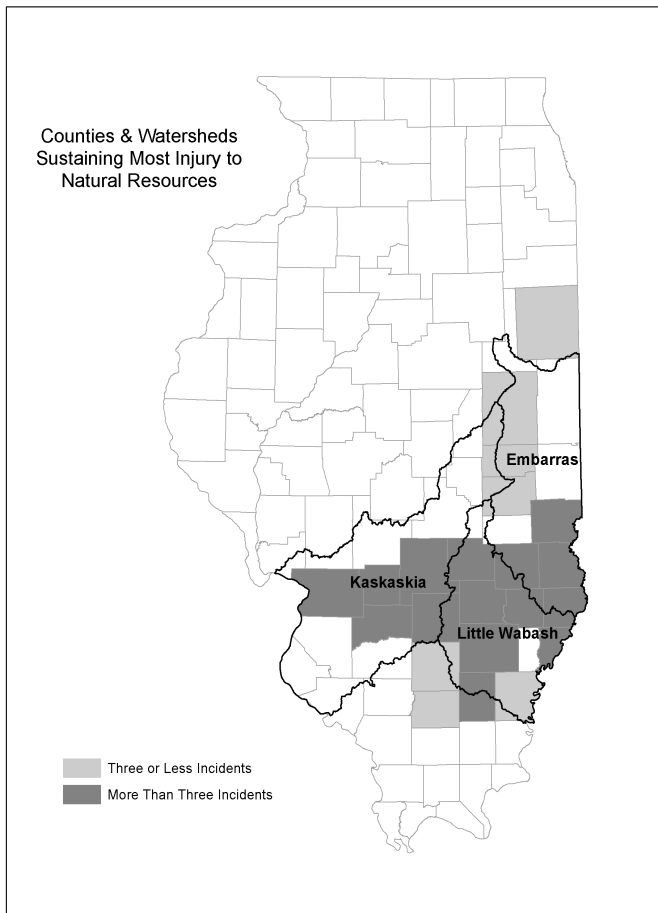 Counties & Watersheds
Sustaining Most Injury to
Natural Resources
Embarras
Kaskaskia
Little Wabash
Three or Less Incidents
More Than Three Incidents